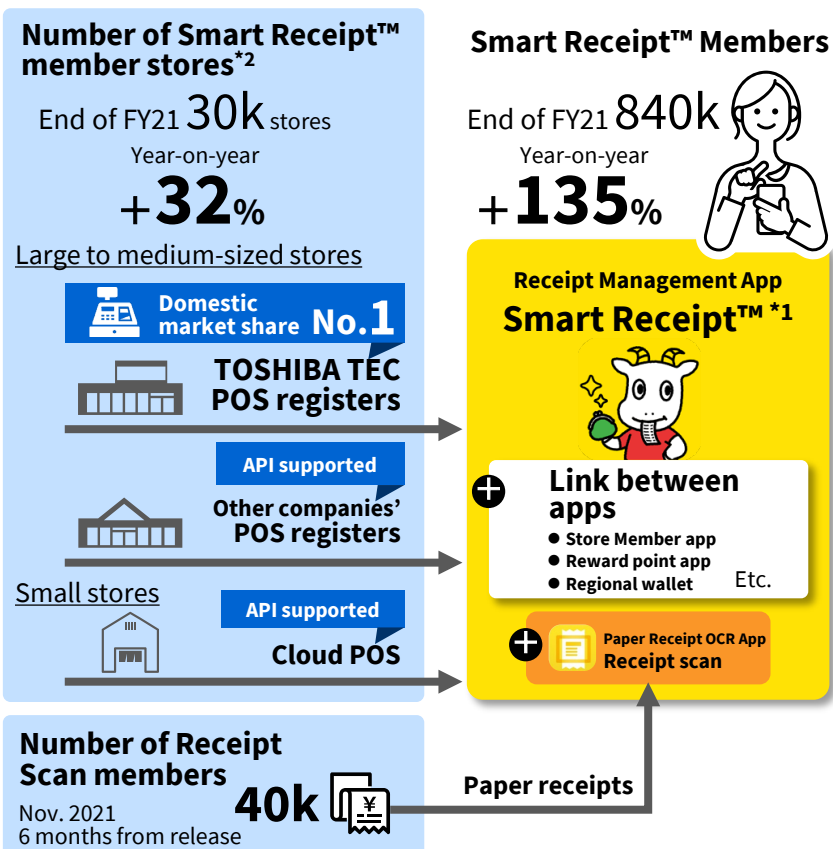 Number of Smart Receipt™
member stores*2
End of FY21 30k stores
Year-on-year
+32%
Large to medium-sized stores
Domestic
market share No.1
TOSHIBA TEC
POS registers
API supported
Other companies'
POS registers
Small stores
API supported
Cloud POS
Number of Receipt
Scan members
Nov. 2021
6 months from release
40k
¥
Paper receipts
Smart Receipt™ Members
End of FY21 840k
Year-on-year
+135%
Receipt Management App
Smart Receipt™ *1
+
Link between
apps
● Store Member app
● Reward point app
● Regional wallet Etc.
+
Paper Receipt OCR App
Receipt scan